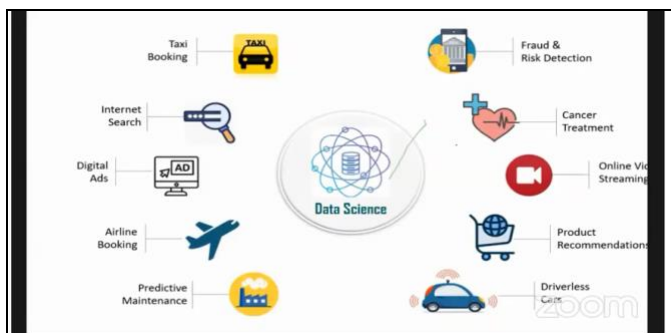 Taxi
Booking
TAXI
Internet
Search
Digital
Ads
AD
Airline
Booking
Predictive
Maintenance
Data Science
Fraud &
Risk Detection
Cancer
Treatment
Online Vid
Streaming
Product
Recommendations
Driverless
Cars
zoom